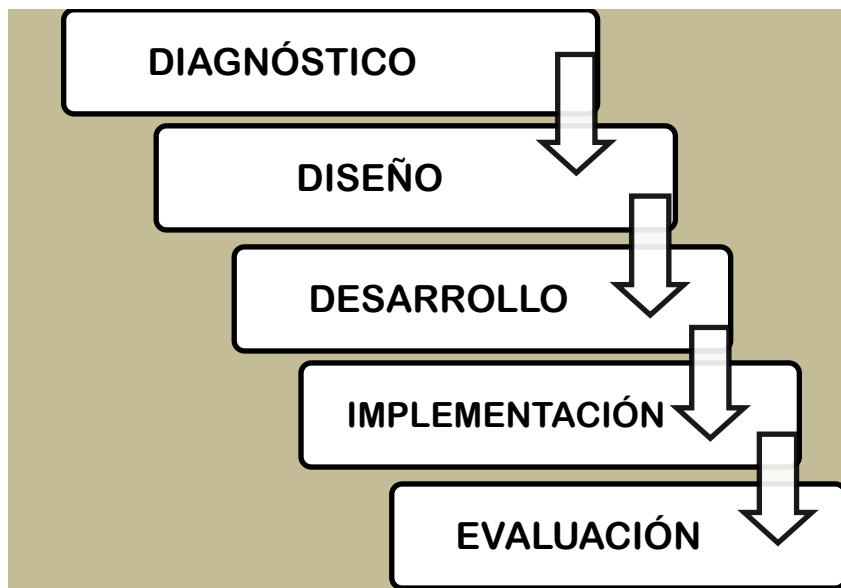 DIAGNÓSTICO
DISEÑO
DESARROLLO
IMPLEMENTACIÓN
EVALUACIÓN